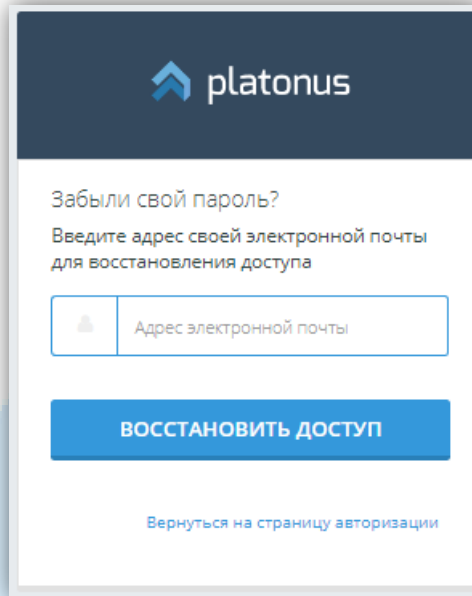 platonus
Забыли свой пароль?
Введите адрес своей электронной почты
для восстановления доступа
Адрес электронной почты
ВОССТАНОВИТЬ ДОСТУП
Вернуться на страницу авторизации